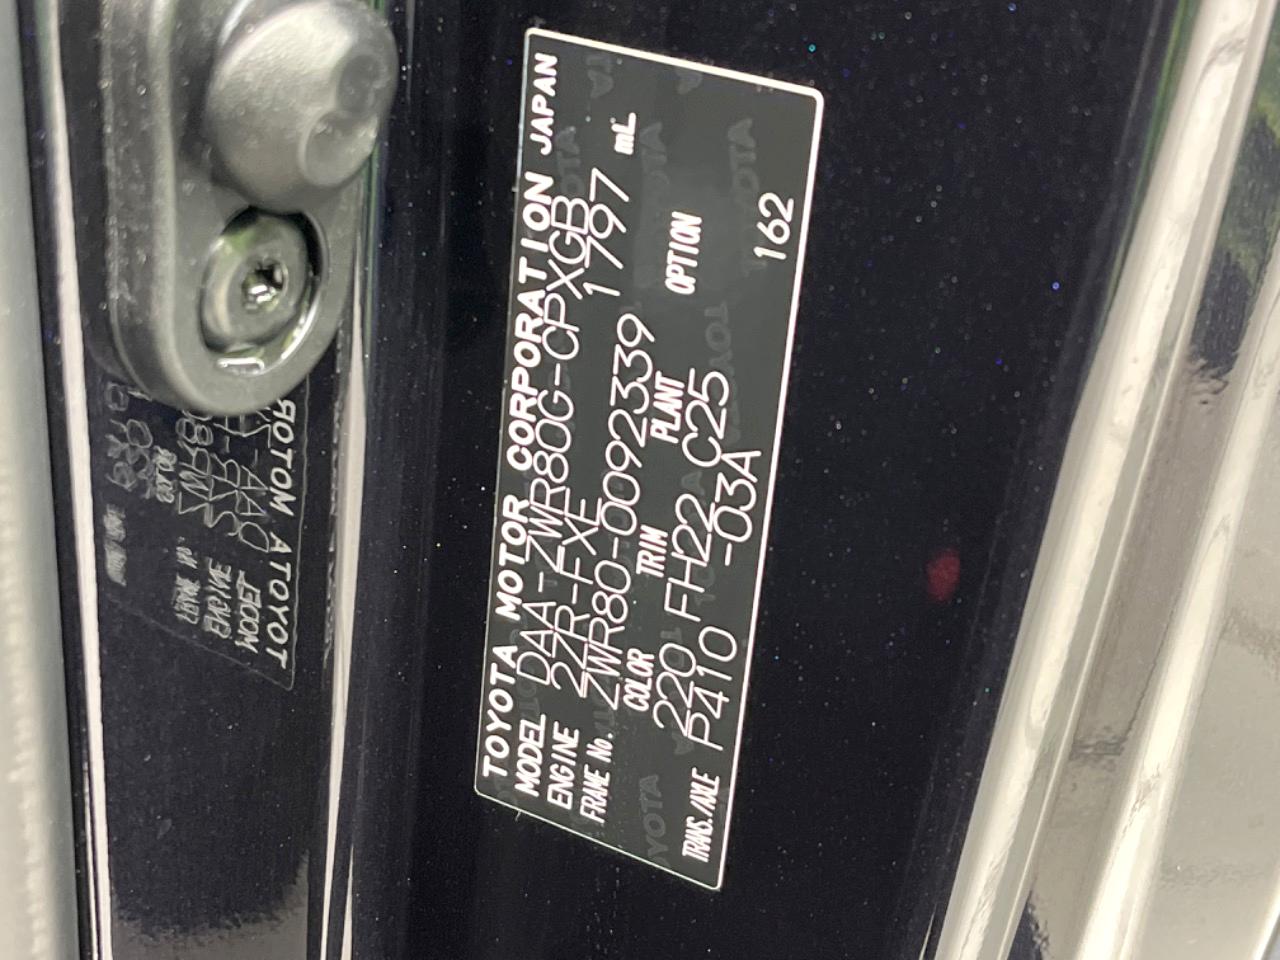 TOYOTA MOTOR CORPORATION JAPAN
MODEL DAA-ZWR80G-CPXGB
ENGINE 2ZR-FXE 1797 mL
FRAME No. ZWR80-0092339
COLOR TRIM PLANT OPTION
220 FH22 C25
TRANS./AXLE P410 -03A 162